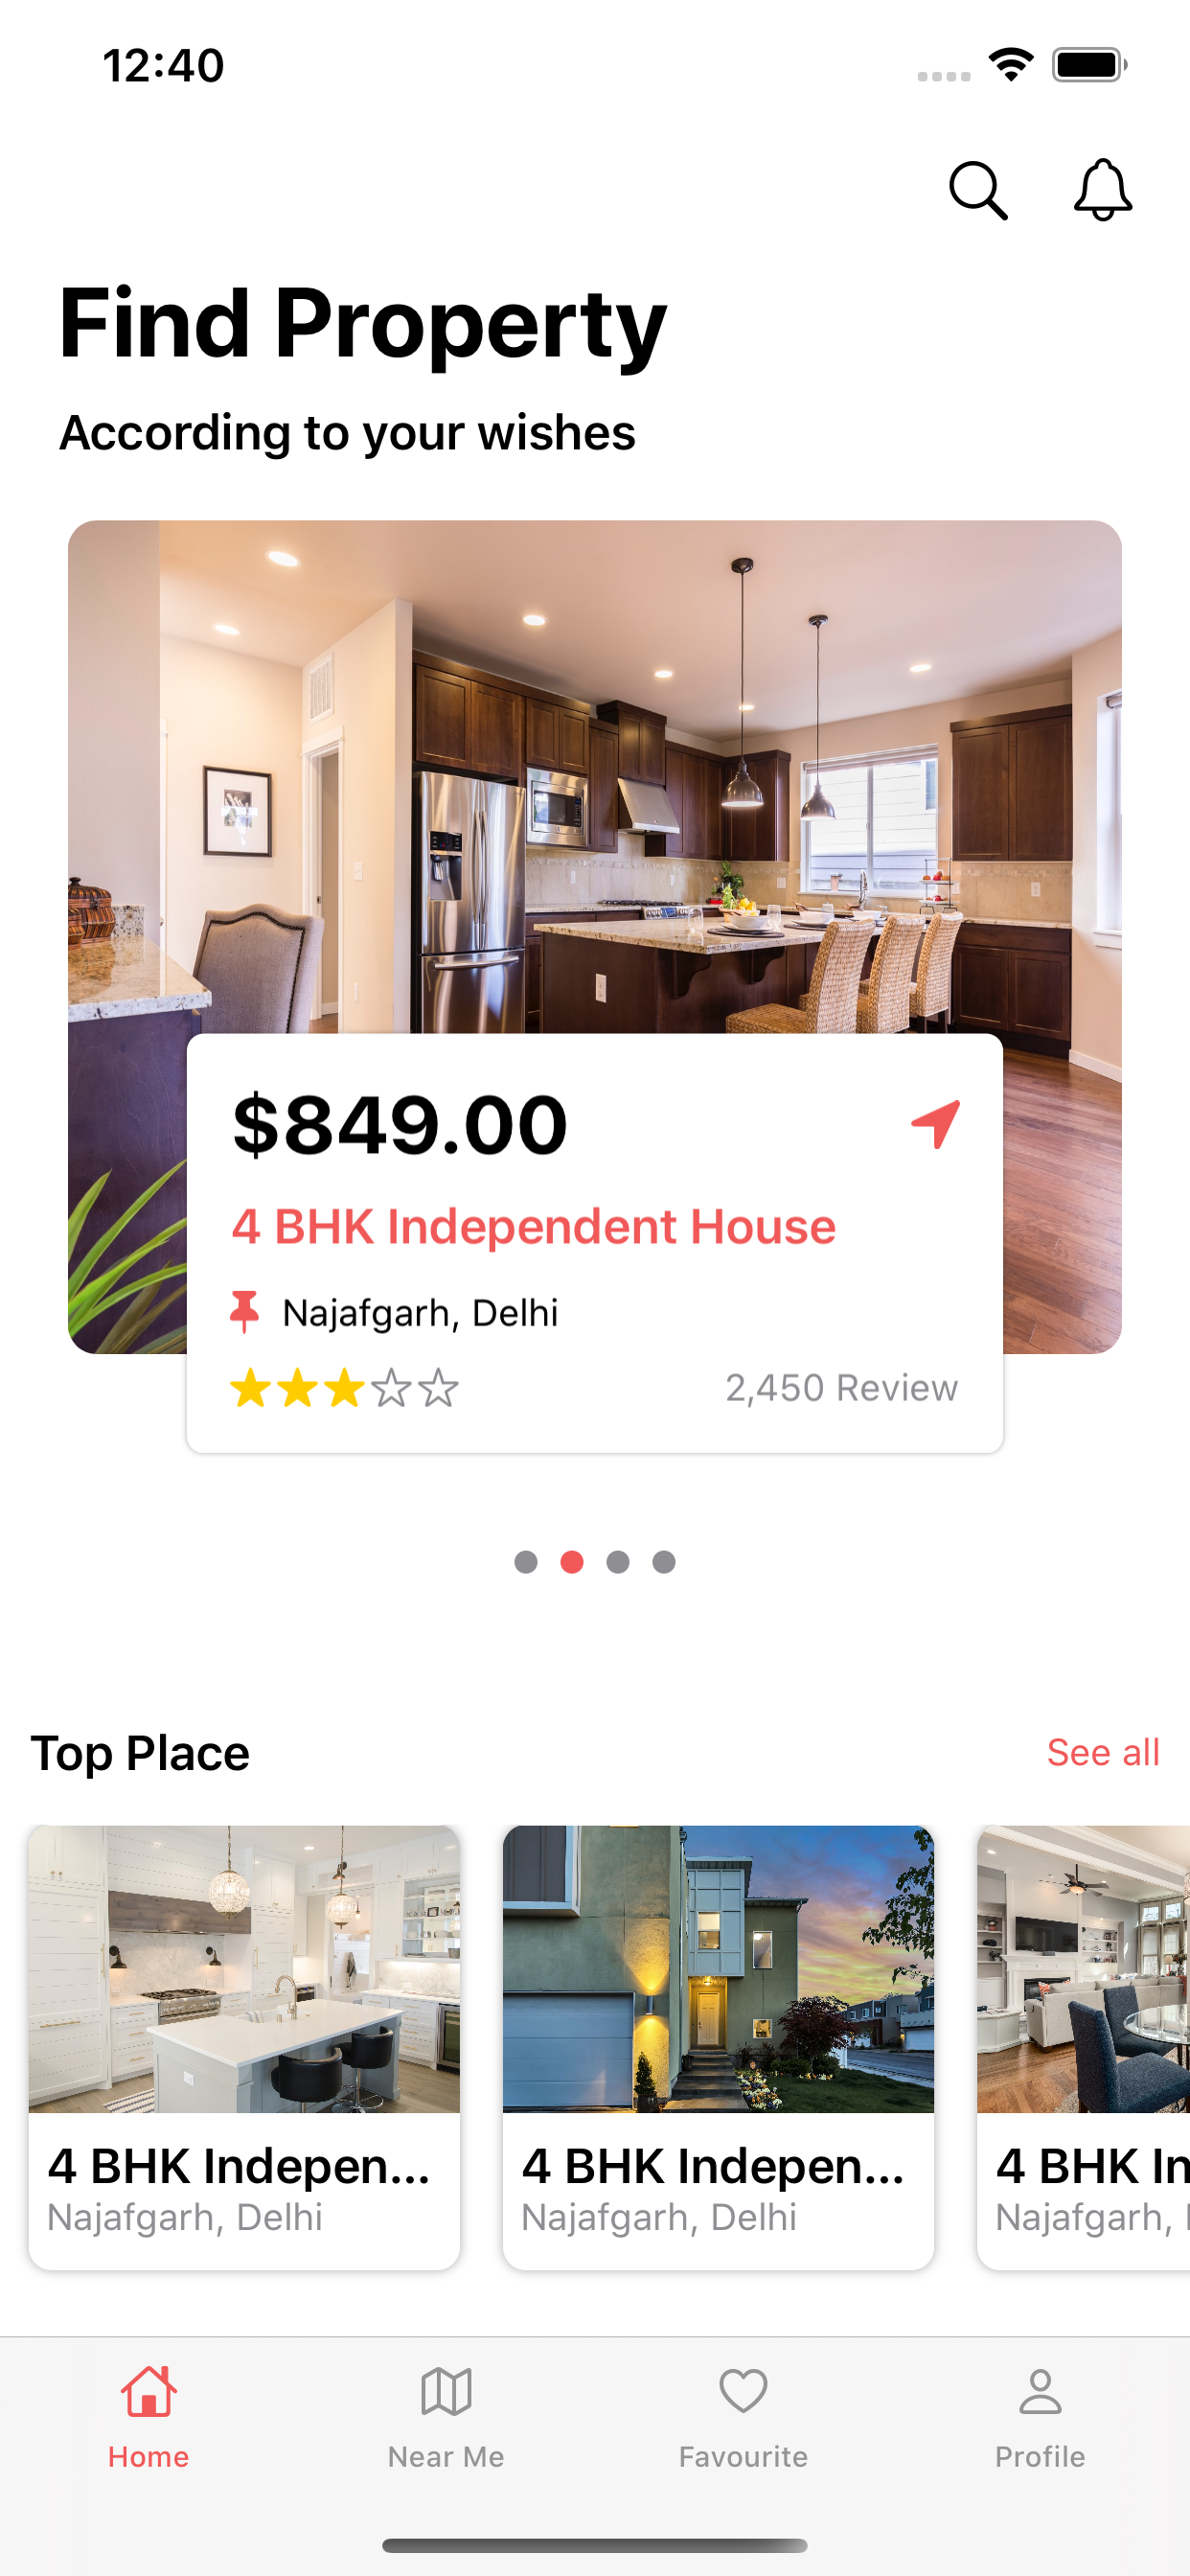 12:40
Find Property
According to your wishes
$849.00
4 BHK Independent House
Najafgarh, Delhi
2,450 Review
Top Place
See all
4 BHK Indepen...
Najafgarh, Delhi
4 BHK Indepen...
Najafgarh, Delhi
4 BHK In
Najafgarh,
Home
Near Me
Favourite
Profile